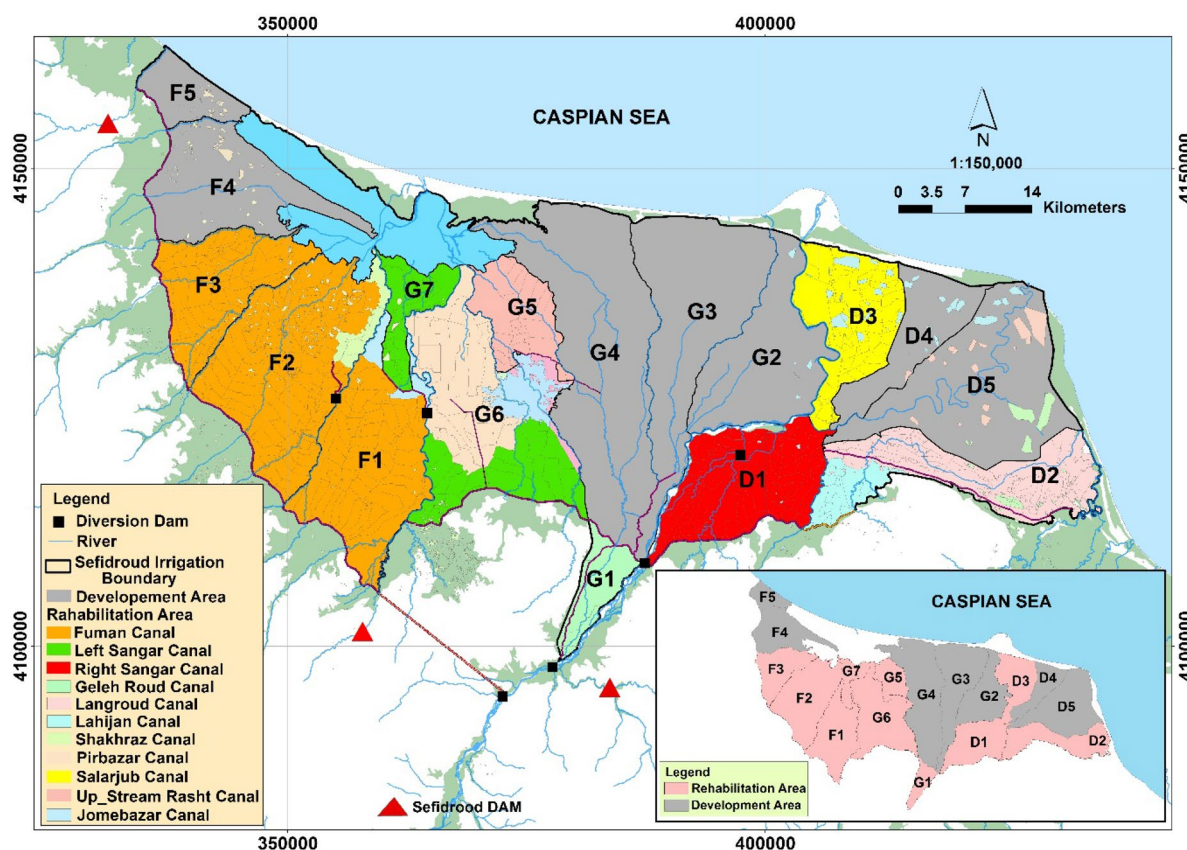 350000
400000
CASPIAN SEA
N
1:150,000
0 3.5 7 14
Kilometers
4150000
4150000
F5
F4
F3
F2
F1
G7
G5
G6
G4
G3
G2
G1
D3
D4
D5
D1
D2
4100000
4100000
Legend
Diversion Dam
River
Sefidroud Irrigation
Boundary
Developement Area
Rahabilitation Area
Fuman Canal
Left Sangar Canal
Right Sangar Canal
Geleh Roud Canal
Langroud Canal
Lahijan Canal
Shakhraz Canal
Pirbazar Canal
Salarjub Canal
Up_Stream Rasht Canal
Jomebazar Canal
Sefidrood DAM
CASPIAN SEA
F5
F4
F3
F2
F1
G7
G5
G6
G4
G3
G2
G1
D3
D4
D5
D1
D2
Legend
Rehabilitation Area
Development Area
350000
400000